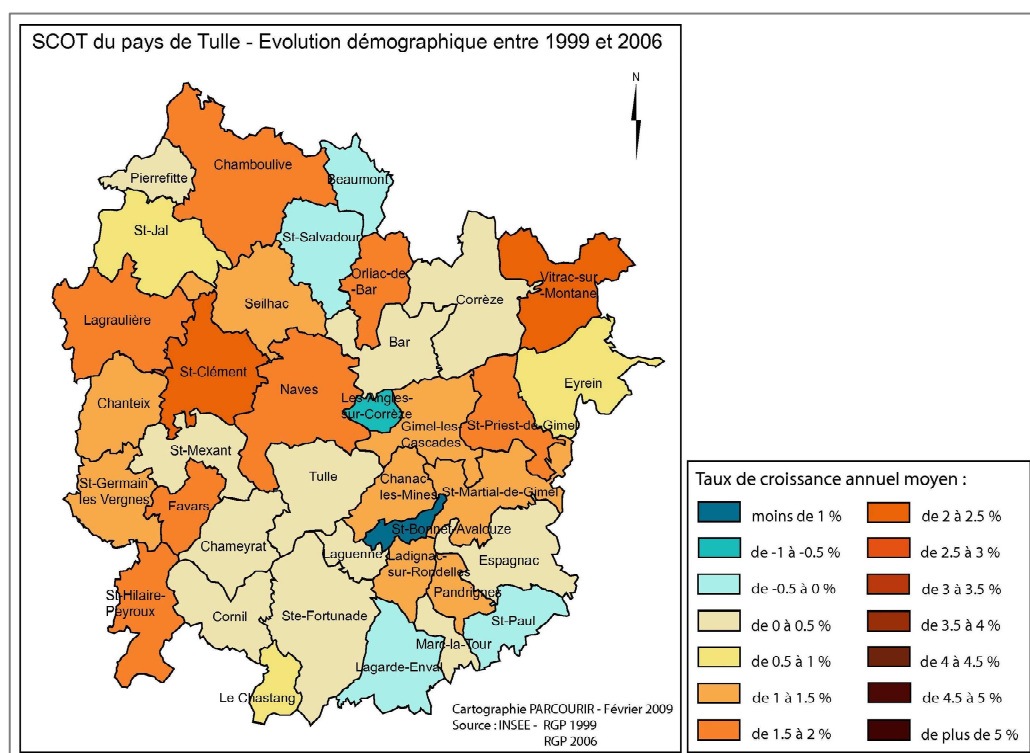 SCOT du pays de Tulle - Evolution démographique entre 1999 et 2006
N
Chamboulive
Pierrefitte
Beaumont
St-Jal
St-Salvadour
Orliac-de-
-Bar
Vitrac-sur
-Montane
Corrèze
Seilhac
Lagraulière
Bar
St-Clément
Eyrein
Naves
Les-Angles-
sur-Corrèze
Chanteix
Gimel-les-
Cascades
St-Priest-de-Gimel
St-Mexant
Tulle
Chanac
les-Mines
St-Martial-de-Gimel
St-Germain
les Vergnes
Favars
St-Bonnet-Avalouze
Chameyrat
Laguenne
Ladignac-
sur-Rondelles
Espagnac
Pandrignes
St-Hilaire-
Peyroux
Cornil
Ste-Fortunade
St-Paul
Marc-la-Tour
Lagarde-Enval
Le Chastang
Cartographie PARCOURIR - Février 2009
Source : INSEE - RGP 1999
RGP 2006
Taux de croissance annuel moyen :
moins de 1 %
de -1 à -0.5 %
de -0.5 à 0 %
de 0 à 0.5 %
de 0.5 à 1 %
de 1 à 1.5 %
de 1.5 à 2 %
de 2 à 2.5 %
de 2.5 à 3 %
de 3 à 3.5 %
de 3.5 à 4 %
de 4 à 4.5 %
de 4.5 à 5 %
de plus de 5 %